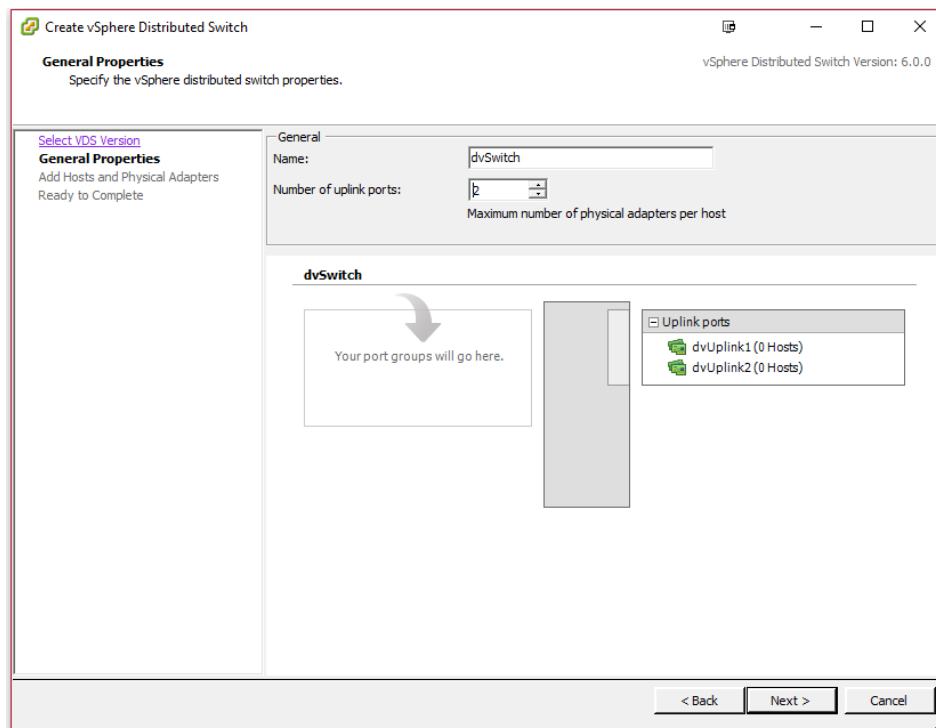 Create vSphere Distributed Switch
General Properties
Specify the vSphere distributed switch properties.
vSphere Distributed Switch Version: 6.0.0
Select VDS Version
General Properties
Add Hosts and Physical Adapters
Ready to Complete
General
Name:
dvSwitch
Number of uplink ports:
2
Maximum number of physical adapters per host
dvSwitch
Your port groups will go here.
Uplink ports
dvUplink1 (0 Hosts)
dvUplink2 (0 Hosts)
< Back
Next >
Cancel